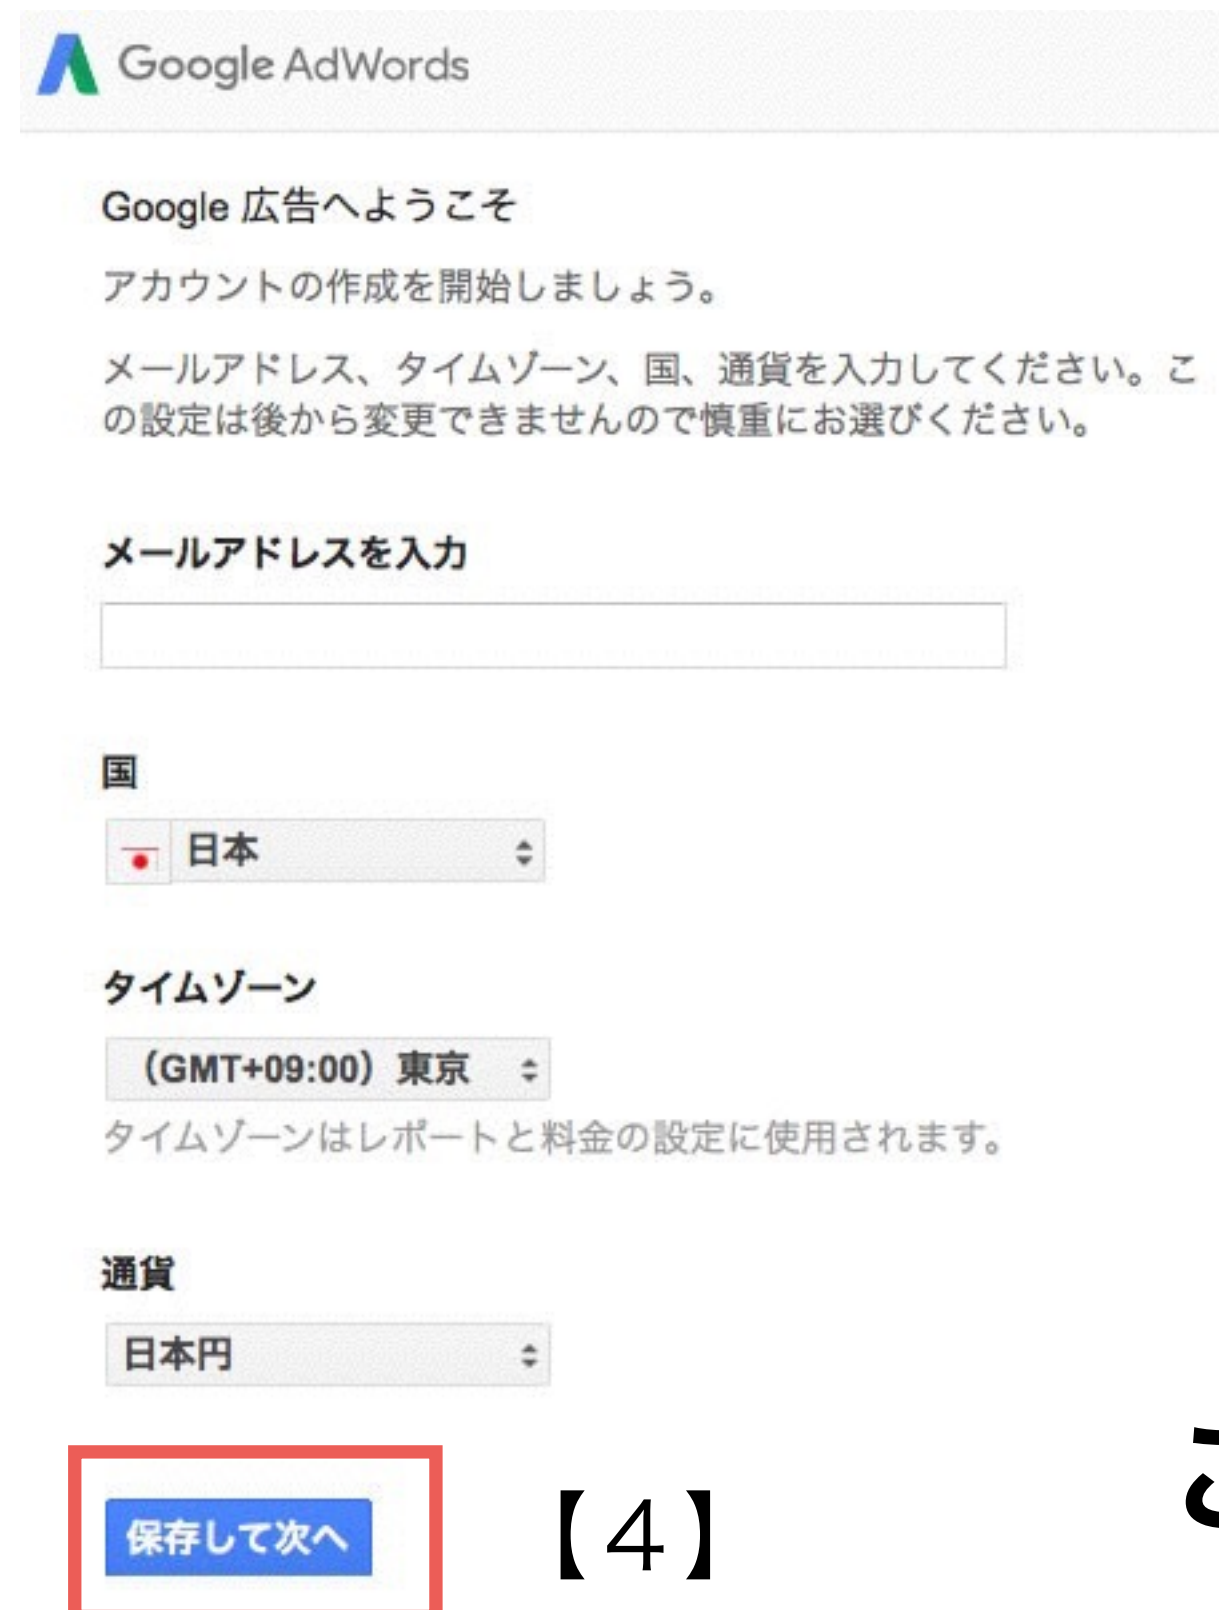 Google AdWords
Google 広告へようこそ
アカウントの作成を開始しましょう。
メールアドレス、タイムゾーン、国、通貨を入力してください。こ
の設定は後から変更できませんので慎重にお選びください。
メールアドレスを入力
国
日本
タイムゾーン
（GMT+09:00）東京
タイムゾーンはレポートと料金の設定に使用されます。
通貨
日本円
保存して次へ
【4】